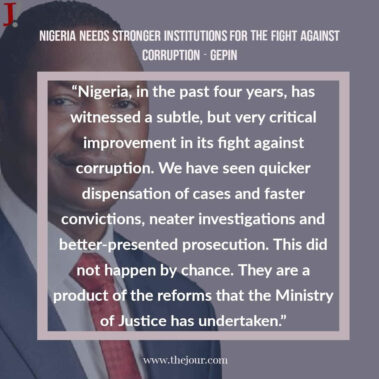 J.
NIGERIA NEEDS STRONGER INSTITUTIONS FOR THE FIGHT AGAINST
CORRUPTION - GEPIN
“Nigeria, in the past four years, has
witnessed a subtle, but very critical
improvement in its fight against
corruption. We have seen quicker
dispensation of cases and faster
convictions, neater investigations and
better-presented prosecution. This did
not happen by chance. They are a
product of the reforms that the Ministry
of Justice has undertaken.”
www.thejour.com